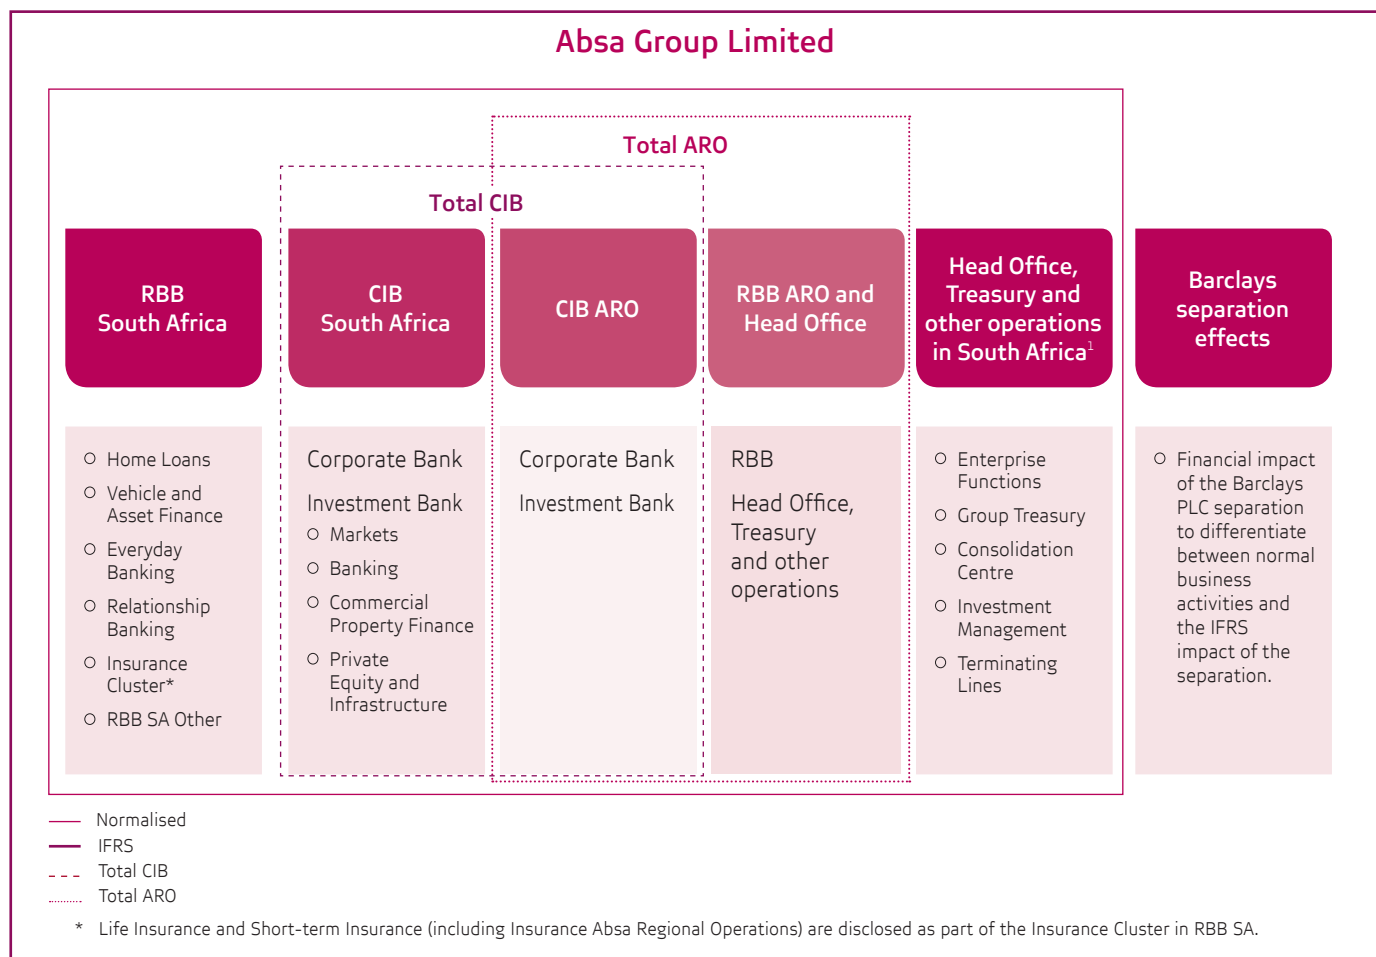 Absa Group Limited
Total ARO
Total CIB
RBB
South Africa
CIB
South Africa
CIB ARO
RBB ARO and
Head Office
Head Office,
Treasury and
other operations
in South Africa1
Barclays
separation
effects
Home Loans
Vehicle and
Asset Finance
Everyday
Banking
Relationship
Banking
Insurance
Cluster*
RBB SA Other
Corporate Bank
Investment Bank
Markets
Banking
Commercial
Property Finance
Private
Equity and
Infrastructure
Corporate Bank
Investment Bank
RBB
Head Office,
Treasury
and other
operations
Enterprise
Functions
Group Treasury
Consolidation
Centre
Investment
Management
Terminating
Lines
Financial impact
of the Barclays
PLC separation
to differentiate
between normal
business
activities and
the IFRS
impact of the
separation.
Normalised
IFRS
Total CIB
Total ARO
* Life Insurance and Short-term Insurance (including Insurance Absa Regional Operations) are disclosed as part of the Insurance Cluster in RBB SA.